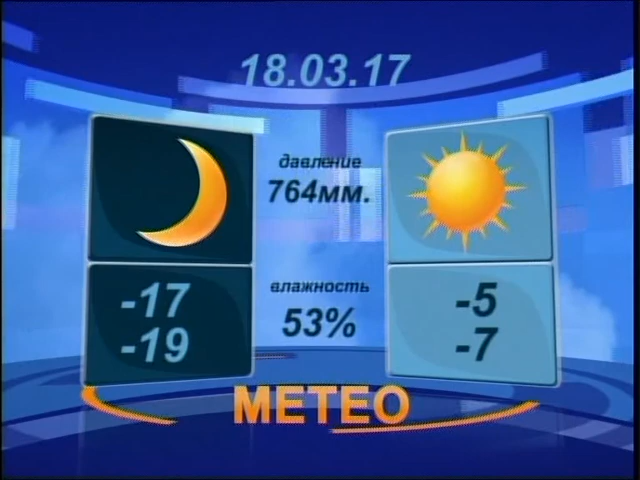 18.03.17
давление
764мм.
влажность
53%
-17
-19
-5
-7
МЕТЕО